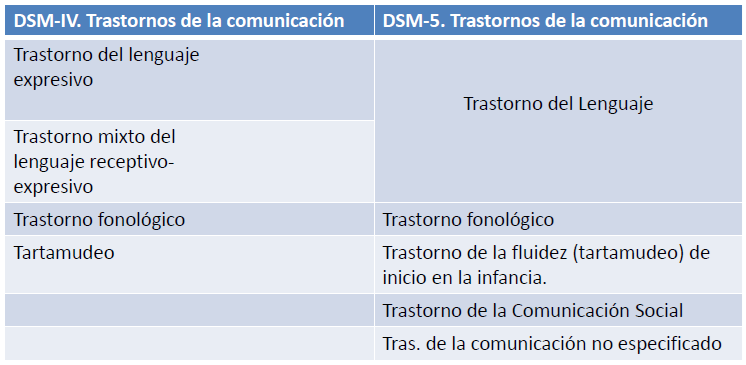 DSM-IV. Trastornos de la comunicación
DSM-5. Trastornos de la comunicación
Trastorno del lenguaje
expresivo
Trastorno del Lenguaje
Trastorno mixto del
lenguaje receptivo-
expresivo
Trastorno fonológico
Trastorno fonológico
Tartamudeo
Trastorno de la fluidez (tartamudeo) de
inicio en la infancia.
Trastorno de la Comunicación Social
Tras. de la comunicación no especificado